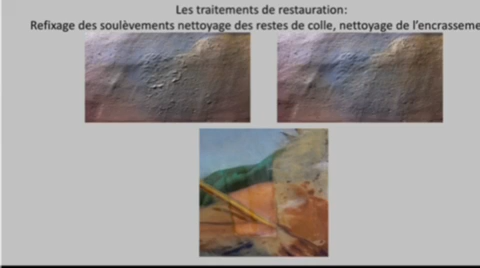 Les traitements de restauration:
Refixage des soulèvements nettoyage des restes de colle, nettoyage de l'encrasseme